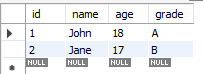 id name age grade
1 John 18 A
2 Jane 17 B
NULL NULL NULL NULL